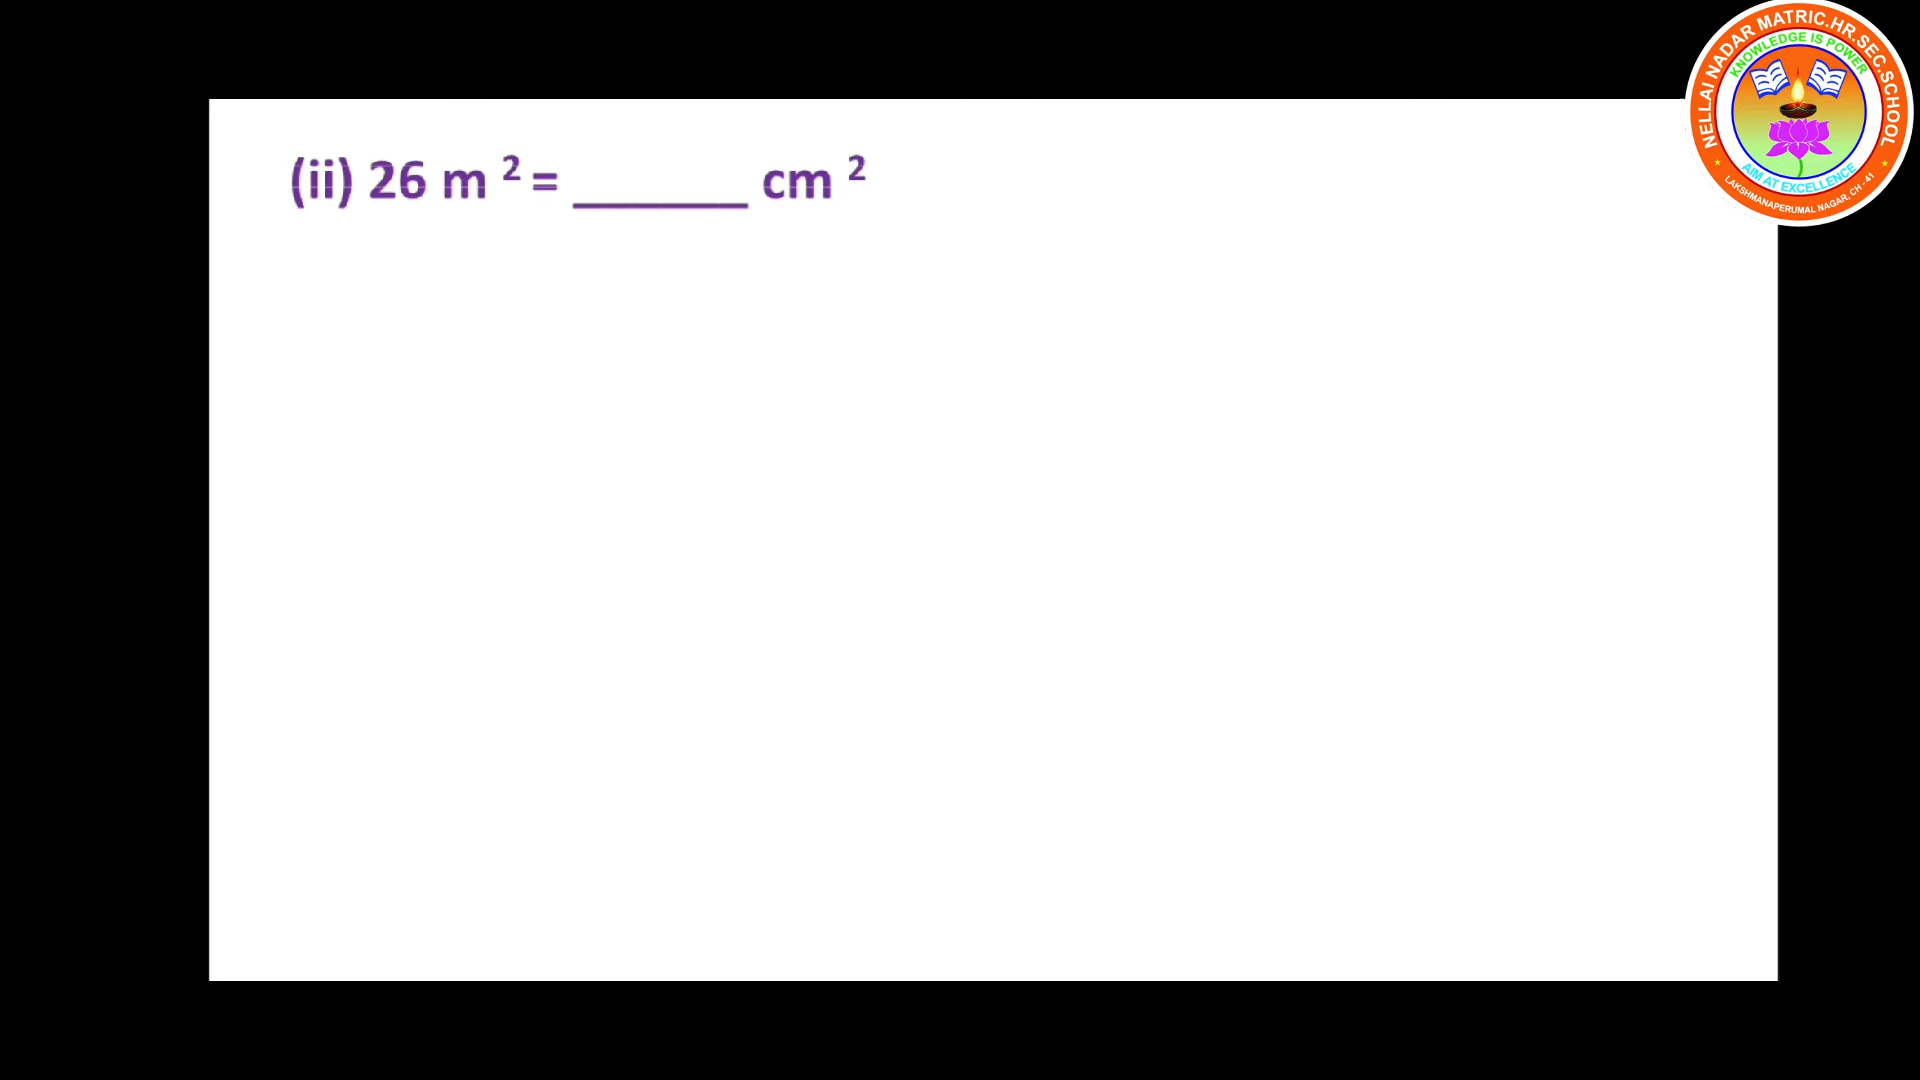 (ii) 26 m ² = _______ cm ²
NELLAI NADAR MATRIC.HR.SEC.SCHOOL
KNOWLEDGE IS POWER
AIM AT EXCELLENCE
LAKSHMANAPERUMAL NAGAR, CH - 41